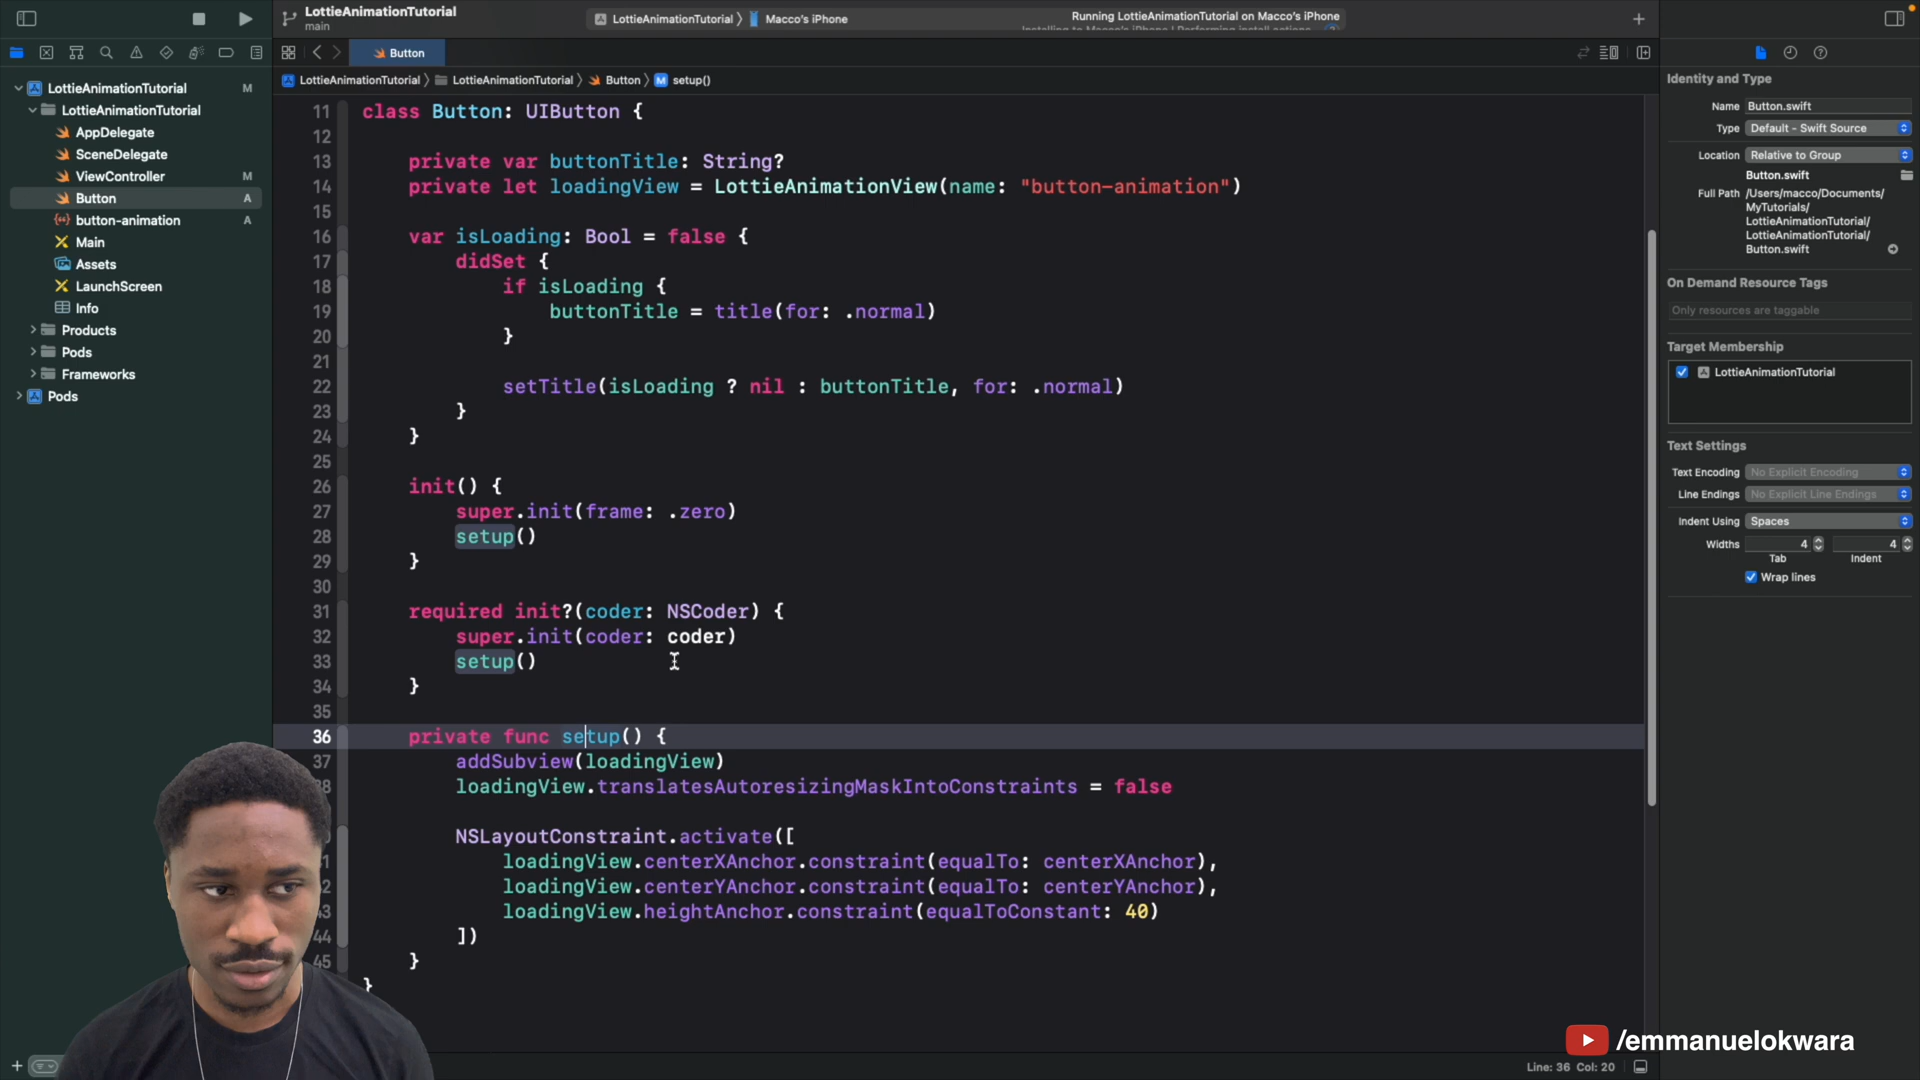 LottieAnimationTutorial
main
LottieAnimationTutorial
Macco's iPhone
Running LottieAnimationTutorial on Macco's iPhone
Button
LottieAnimationTutorial
LottieAnimationTutorial
Button
M
setup()
LottieAnimationTutorial M
LottieAnimationTutorial
AppDelegate
SceneDelegate
ViewController M
Button A
button-animation A
Main
Assets
LaunchScreen
Info
Products
Pods
Frameworks
Pods
11 class Button: UIButton {
12
13 private var buttonTitle: String?
14 private let loadingView = LottieAnimationView(name: "button-animation")
15
16 var isLoading: Bool = false {
17 didSet {
18 if isLoading {
19 buttonTitle = title(for: .normal)
20 }
21
22 setTitle(isLoading ? nil : buttonTitle, for: .normal)
23 }
24 }
25
26 init() {
27 super.init(frame: .zero)
28 setup()
29 }
30
31 required init?(coder: NSCoder) {
32 super.init(coder: coder)
33 setup()
34 }
35
36 private func setup() {
37 addSubview(loadingView)
loadingView.translatesAutoresizingMaskIntoConstraints = false
NSLayoutConstraint.activate([
loadingView.centerXAnchor.constraint(equalTo: centerXAnchor),
loadingView.centerYAnchor.constraint(equalTo: centerYAnchor),
loadingView.heightAnchor.constraint(equalToConstant: 40)
44 ])
45 }
}
Identity and Type
Name Button.swift
Type Default - Swift Source
Location Relative to Group
Button.swift
Full Path /Users/macco/Documents/
MyTutorials/
LottieAnimationTutorial/
LottieAnimationTutorial/
Button.swift
On Demand Resource Tags
Only resources are taggable
Target Membership
LottieAnimationTutorial
Text Settings
Text Encoding No Explicit Encoding
Line Endings No Explicit Line Endings
Indent Using Spaces
Widths 4 4
Tab Indent
Wrap lines
/emmanuelokwara
Line: 36 Col: 20